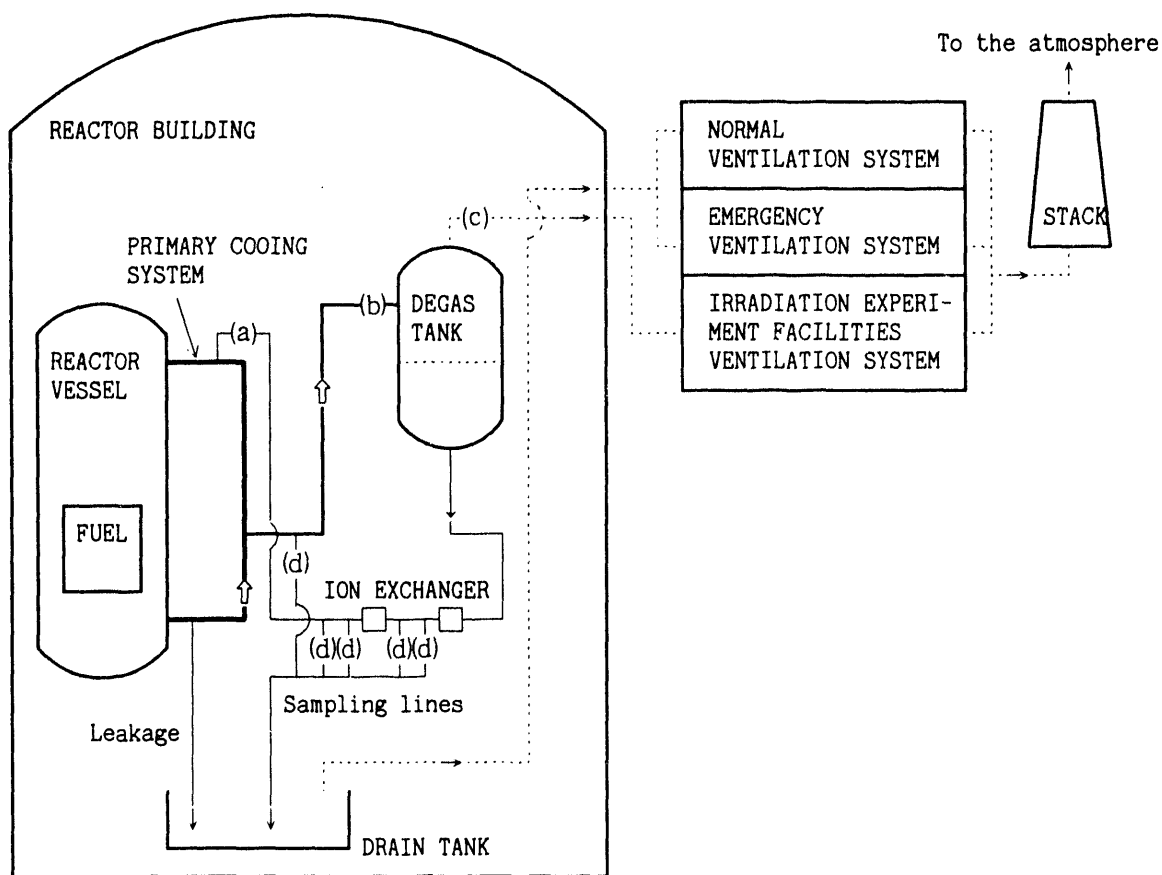 To the atmosphere
REACTOR BUILDING
NORMAL
VENTILATION SYSTEM
EMERGENCY
VENTILATION SYSTEM
IRRADIATION EXPERI-
MENT FACILITIES
VENTILATION SYSTEM
STACK
(c)
PRIMARY COOING
SYSTEM
(a)
(b)
DEGAS
TANK
REACTOR
VESSEL
FUEL
(d)
ION EXCHANGER
(d)(d) (d)(d)
Sampling lines
Leakage
DRAIN TANK